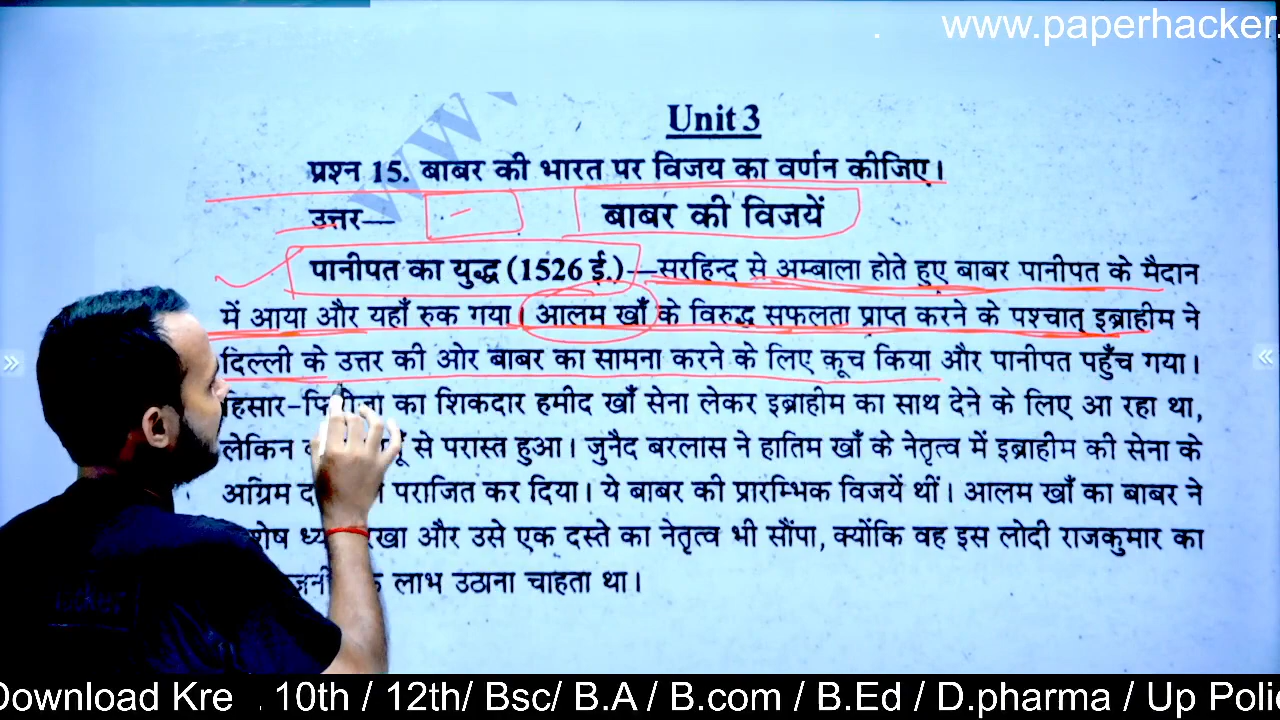 . www.paperhacker.
Unit 3
प्रश्न 15. बाबर की भारत पर विजय का वर्णन कीजिए।
उत्तर— बाबर की विजयें
पानीपत का युद्ध (1526 ई.)—सरहिन्द से अम्बाला होते हुए बाबर पानीपत के मैदान
में आया और यहाँ रुक गया। आलम खाँ के विरुद्ध सफलता प्राप्त करने के पश्चात् इब्राहीम ने
दिल्ली के उत्तर की ओर बाबर का सामना करने के लिए कूच किया और पानीपत पहुँच गया।
का शिकदार हमीद खाँ सेना लेकर इब्राहीम का साथ देने के लिए आ रहा था,
लेकिन से परास्त हुआ। जुनैद बरलास ने हातिम खाँ के नेतृत्व में इब्राहीम की सेना के
अग्रिम पराजित कर दिया। ये बाबर की प्रारम्भिक विजयें थीं। आलम खाँ का बाबर ने
और उसे एक दस्ते का नेतृत्व भी सौंपा, क्योंकि वह इस लोदी राजकुमार का
लाभ उठाना चाहता था।
Download Kre . 10th / 12th/ Bsc/ B.A / B.com / B.Ed / D.pharma / Up Polic